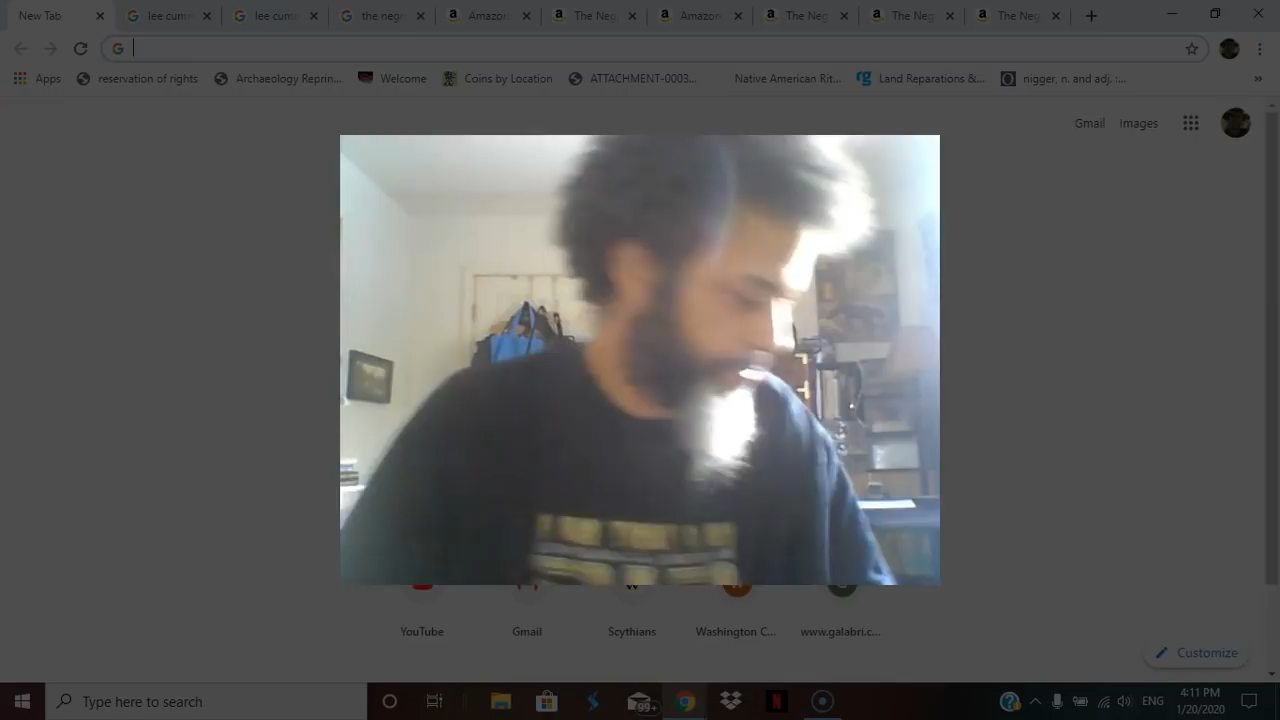 New Tab lee cum lee cum the negr Amazon The Neg Amazon The Neg The Neg The Neg
reservation of rights Archaeology Reprin... Welcome Coins by Location ATTACHMENT-0003... Native American Rit... Land Reparations &... nigger, n. and adj. :... »
Apps
Gmail Images
YouTube Gmail Scythians Washington C... www.galabri.c...
Customize
Type here to search 99+ ENG 4:11 PM
1/20/2020